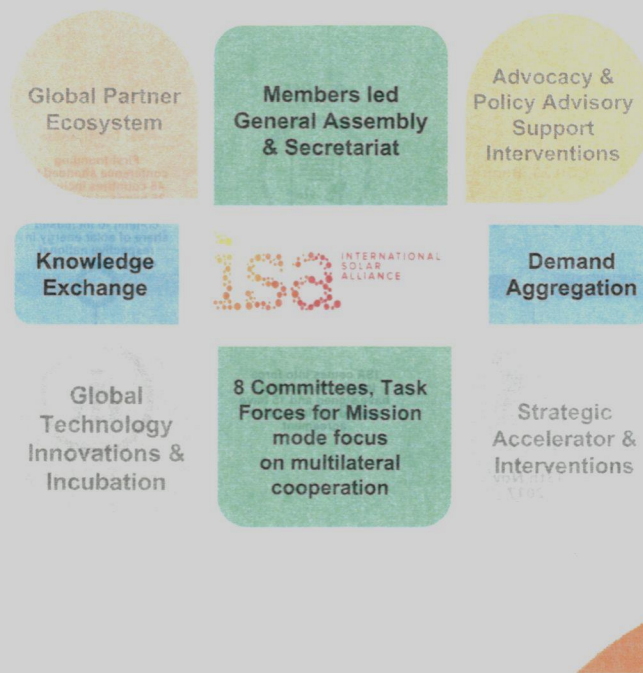 Global Partner
Ecosystem
Members led
General Assembly
& Secretariat
Advocacy &
Policy Advisory
Support
Interventions
Knowledge
Exchange
isa
INTERNATIONAL
SOLAR
ALLIANCE
Demand
Aggregation
Global
Technology
Innovations &
Incubation
8 Committees, Task
Forces for Mission
mode focus
on multilateral
cooperation
Strategic
Accelerator &
Interventions